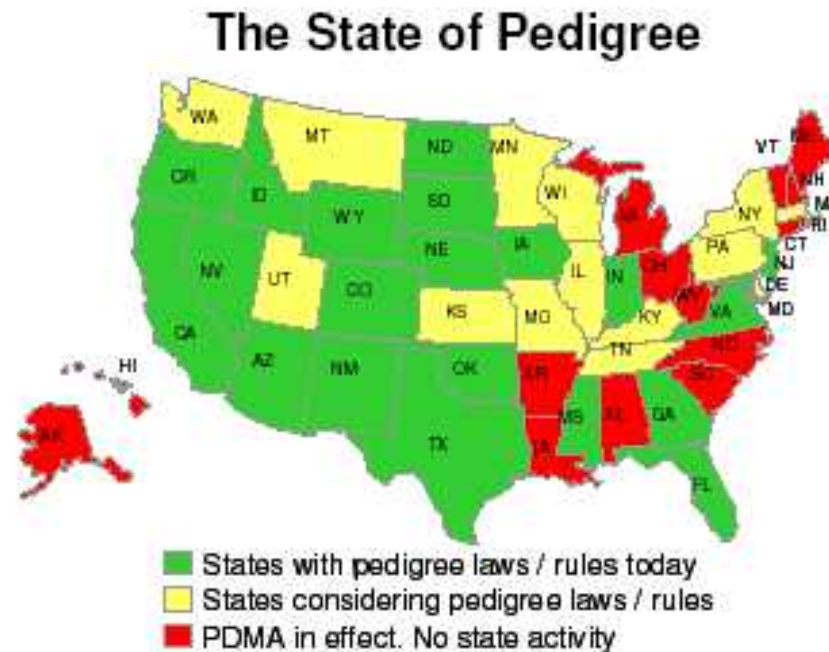 The State of Pedigree
WA
MT
ND
MN
VT
OR
ID
SD
WI
NH
WY
NY
M
RI
NE
IA
PA
CT
NV
UT
CO
IL
IN
OH
NJ
DE
KS
MO
KY
WV
VA
MD
CA
TN
NC
HI
AZ
NM
OK
AR
SC
MS
AL
GA
AK
TX
FL
States with pedigree laws / rules today
States considering pedigree laws / rules
PDMA in effect. No state activity